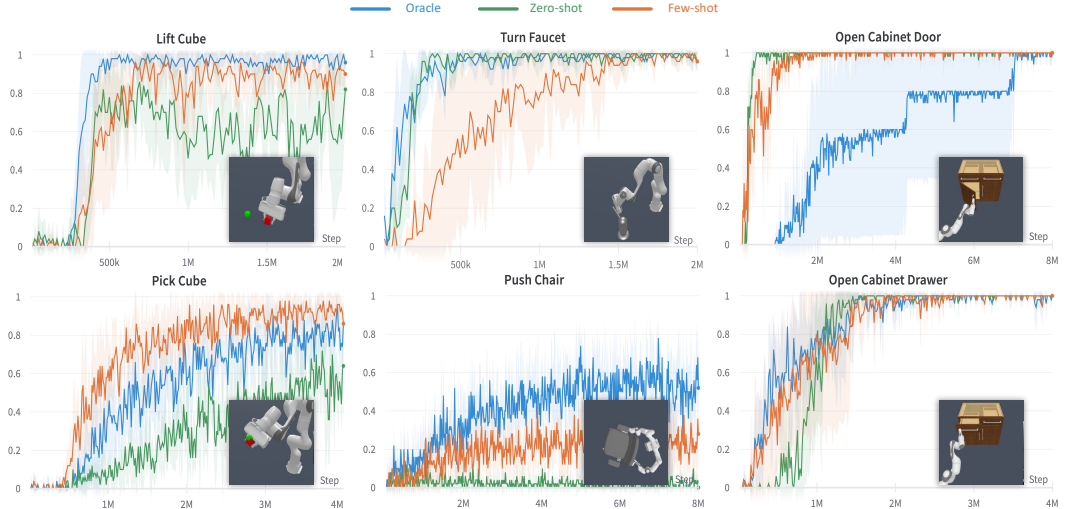 Oracle Zero-shot Few-shot
Lift Cube
1
0.8
0.6
0.4
0.2
0
500k 1M 1.5M 2M
Step
Turn Faucet
1
0.8
0.6
0.4
0.2
0
500k 1M 1.5M 2M
Step
Open Cabinet Door
1
0.8
0.6
0.4
0.2
0
2M 4M 6M 8M
Step
Pick Cube
1
0.8
0.6
0.4
0.2
0
1M 2M 3M 4M
Step
Push Chair
1
0.8
0.6
0.4
0.2
0
2M 4M 6M 8M
Step
Open Cabinet Drawer
1
0.8
0.6
0.4
0.2
0
1M 2M 3M 4M
Step